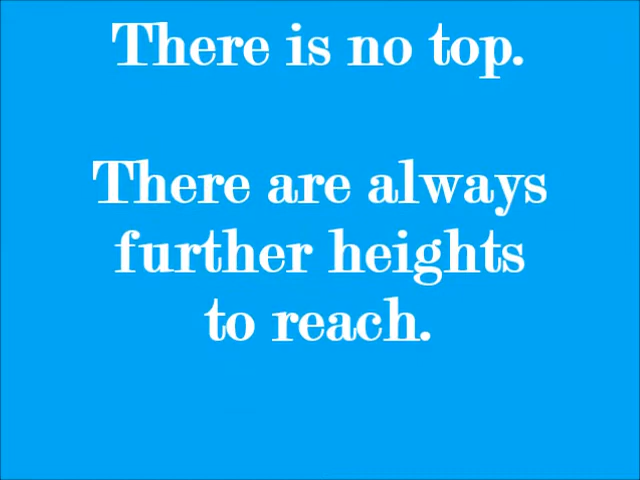 There is no top.
There are always
further heights
to reach.